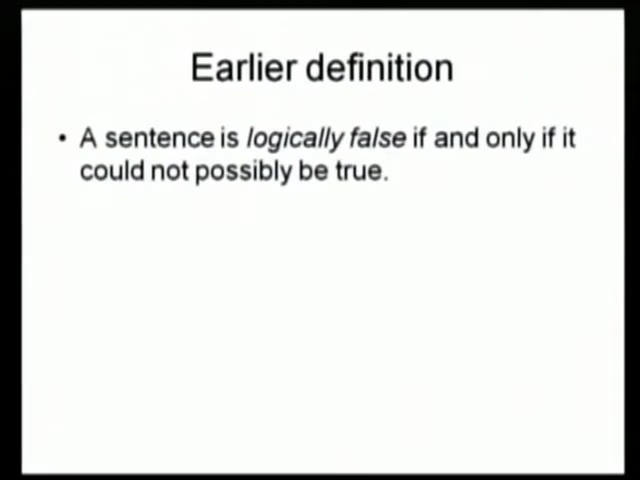 Earlier definition
• A sentence is logically false if and only if it
could not possibly be true.